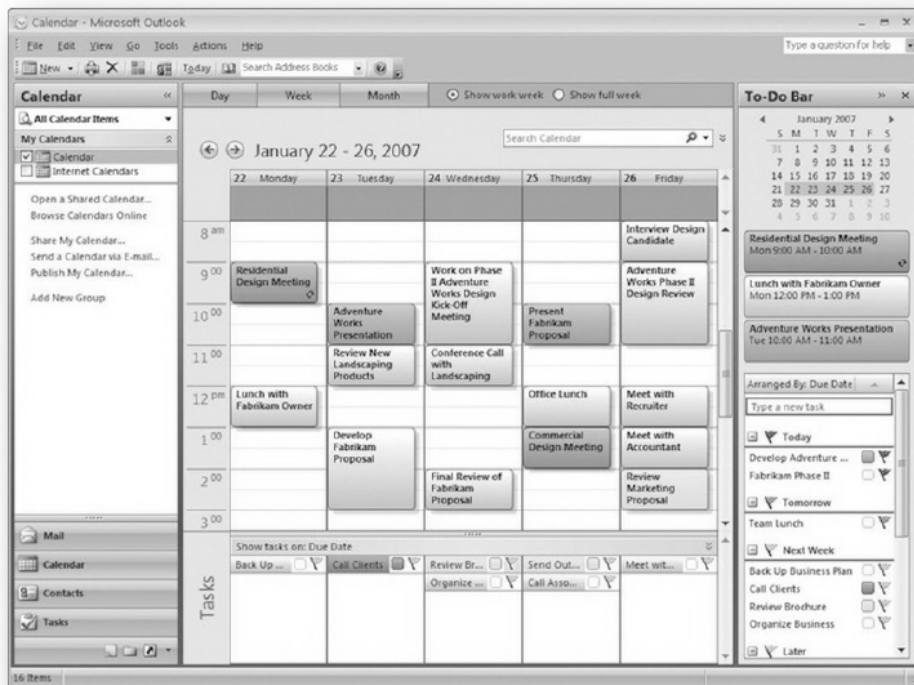 Calendar - Microsoft Outlook
File Edit View Go Tools Actions Help
Type a question for help
New Today Search Address Books
Calendar
All Calendar Items
My Calendars
Calendar
Internet Calendars
Open a Shared Calendar...
Browse Calendars Online
Share My Calendar...
Send a Calendar via E-mail...
Publish My Calendar...
Add New Group
Mail
Calendar
Contacts
Tasks
Day Week Month Show work week Show full week
January 22 - 26, 2007
Search Calendar
22 Monday 23 Tuesday 24 Wednesday 25 Thursday 26 Friday
8 am
9 00
10 00
11 00
12 pm
1 00
2 00
3 00
Residential
Design Meeting
Lunch with
Fabrikam Owner
Adventure
Works
Presentation
Review New
Landscaping
Products
Develop
Fabrikam
Proposal
Work on Phase
II Adventure
Works Design
Kick-Off
Meeting
Conference Call
with
Landscaping
Final Review of
Fabrikam
Proposal
Present
Fabrikam
Proposal
Office Lunch
Commercial
Design Meeting
Interview Design
Candidate
Adventure
Works Phase II
Design Review
Meet with
Recruiter
Meet with
Accountant
Review
Marketing
Proposal
Tasks
Show tasks on: Due Date
Back Up ... Call Clients Review Br... Send Out... Meet wit...
Organize ... Call Asso...
To-Do Bar
January 2007
S M T W T F S
31 1 2 3 4 5 6
7 8 9 10 11 12 13
14 15 16 17 18 19 20
21 22 23 24 25 26 27
28 29 30 31 1 2 3
4 5 6 7 8 9 10
Residential Design Meeting
Mon 9:00 AM - 10:00 AM
Lunch with Fabrikam Owner
Mon 12:00 PM - 1:00 PM
Adventure Works Presentation
Tue 10:00 AM - 11:00 AM
Arranged By: Due Date
Type a new task
Today
Develop Adventure ...
Fabrikam Phase II
Tomorrow
Team Lunch
Next Week
Back Up Business Plan
Call Clients
Review Brochure
Organize Business
Later
16 Items